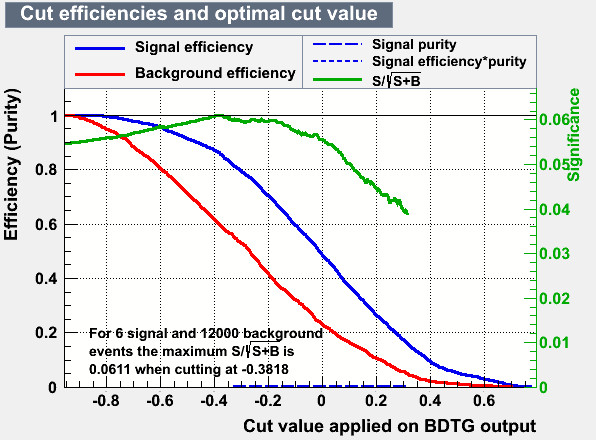 Cut efficiencies and optimal cut value
Signal efficiency
Background efficiency
Signal purity
Signal efficiency*purity
S/√S+B
Efficiency (Purity)
Significance
1
0.8
0.6
0.4
0.2
0
0.06
0.05
0.04
0.03
0.02
0.01
0
For 6 signal and 12000 background
events the maximum S/√S+B is
0.0611 when cutting at -0.3818
-0.8 -0.6 -0.4 -0.2 0 0.2 0.4 0.6
Cut value applied on BDTG output